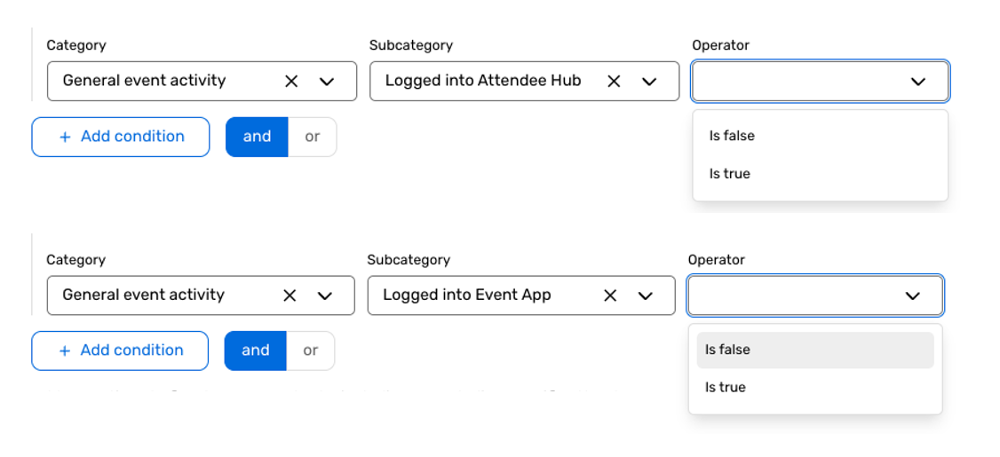 Category Subcategory Operator
General event activity Logged into Attendee Hub
+ Add condition and or
Is false
Is true
Category Subcategory Operator
General event activity Logged into Event App
+ Add condition and or
Is false
Is true